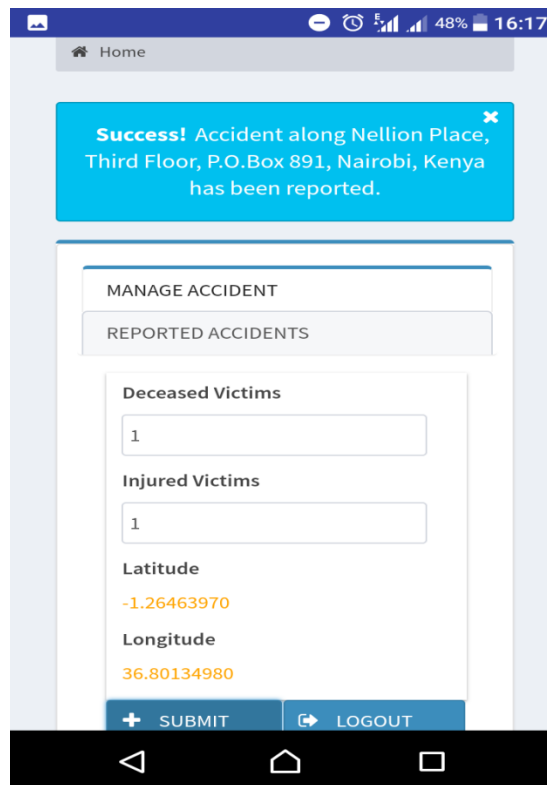 E 48% 16:17
Home
Success! Accident along Nellion Place,
Third Floor, P.O.Box 891, Nairobi, Kenya
has been reported.
MANAGE ACCIDENT
REPORTED ACCIDENTS
Deceased Victims
1
Injured Victims
1
Latitude
-1.26463970
Longitude
36.80134980
SUBMIT LOGOUT